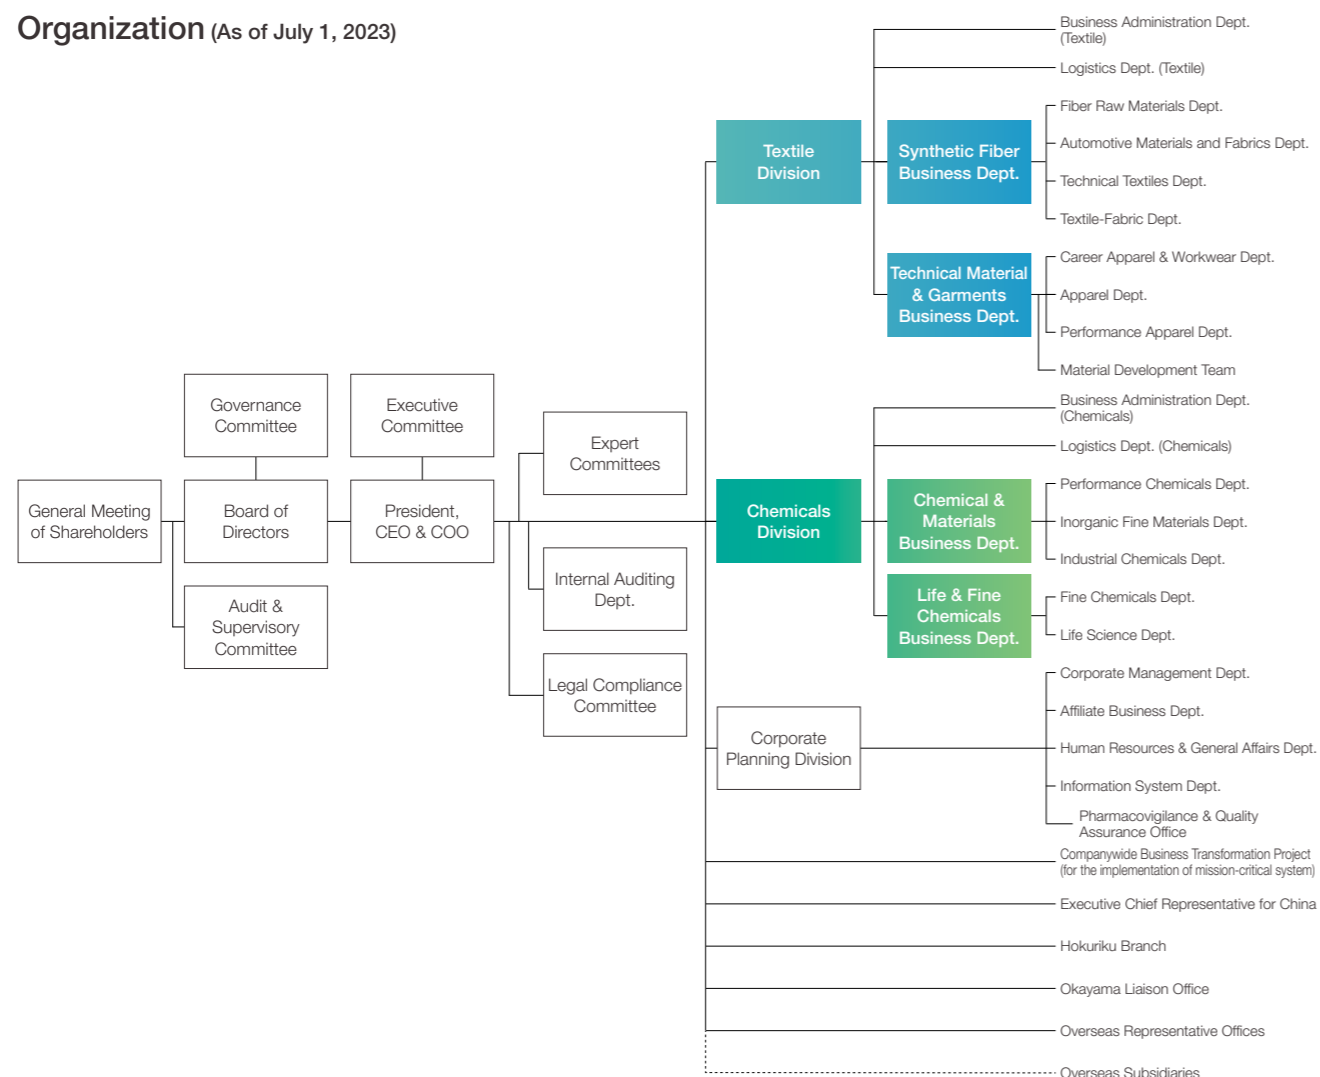 Organization (As of July 1, 2023)
General Meeting
of Shareholders
Governance
Committee
Board of
Directors
Audit &
Supervisory
Committee
Executive
Committee
President,
CEO & COO
Expert
Committees
Internal Auditing
Dept.
Legal Compliance
Committee
Textile
Division
Business Administration Dept.
(Textile)
Logistics Dept. (Textile)
Synthetic Fiber
Business Dept.
Fiber Raw Materials Dept.
Automotive Materials and Fabrics Dept.
Technical Textiles Dept.
Textile-Fabric Dept.
Technical Material
& Garments
Business Dept.
Career Apparel & Workwear Dept.
Apparel Dept.
Performance Apparel Dept.
Material Development Team
Chemicals
Division
Business Administration Dept.
(Chemicals)
Logistics Dept. (Chemicals)
Chemical &
Materials
Business Dept.
Performance Chemicals Dept.
Inorganic Fine Materials Dept.
Industrial Chemicals Dept.
Life & Fine
Chemicals
Business Dept.
Fine Chemicals Dept.
Life Science Dept.
Corporate
Planning Division
Corporate Management Dept.
Affiliate Business Dept.
Human Resources & General Affairs Dept.
Information System Dept.
Pharmacovigilance & Quality
Assurance Office
Companywide Business Transformation Project
(for the implementation of mission-critical system)
Executive Chief Representative for China
Hokuriku Branch
Okayama Liaison Office
Overseas Representative Offices
Overseas Subsidiaries